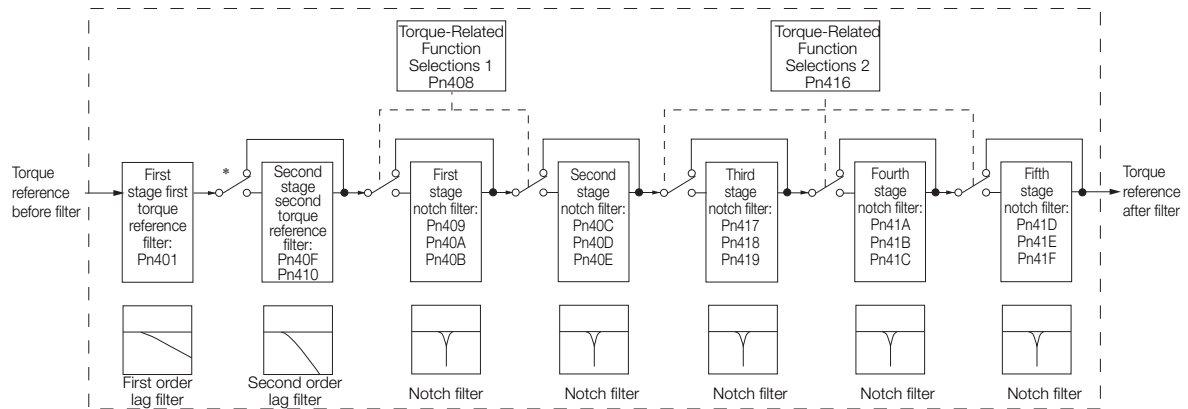 Torque-Related
Function
Selections 1
Pn408
Torque-Related
Function
Selections 2
Pn416
Torque
reference
before filter
First
stage first
torque
reference
filter:
Pn401
*
Second
stage
second
torque
reference
filter:
Pn40F
Pn410
First
stage
notch filter:
Pn409
Pn40A
Pn40B
Second
stage
notch filter:
Pn40C
Pn40D
Pn40E
Third
stage
notch filter:
Pn417
Pn418
Pn419
Fourth
stage
notch filter:
Pn41A
Pn41B
Pn41C
Fifth
stage
notch filter:
Pn41D
Pn41E
Pn41F
Torque
reference
after filter
First order
lag filter
Second order
lag filter
Notch filter
Notch filter
Notch filter
Notch filter
Notch filter